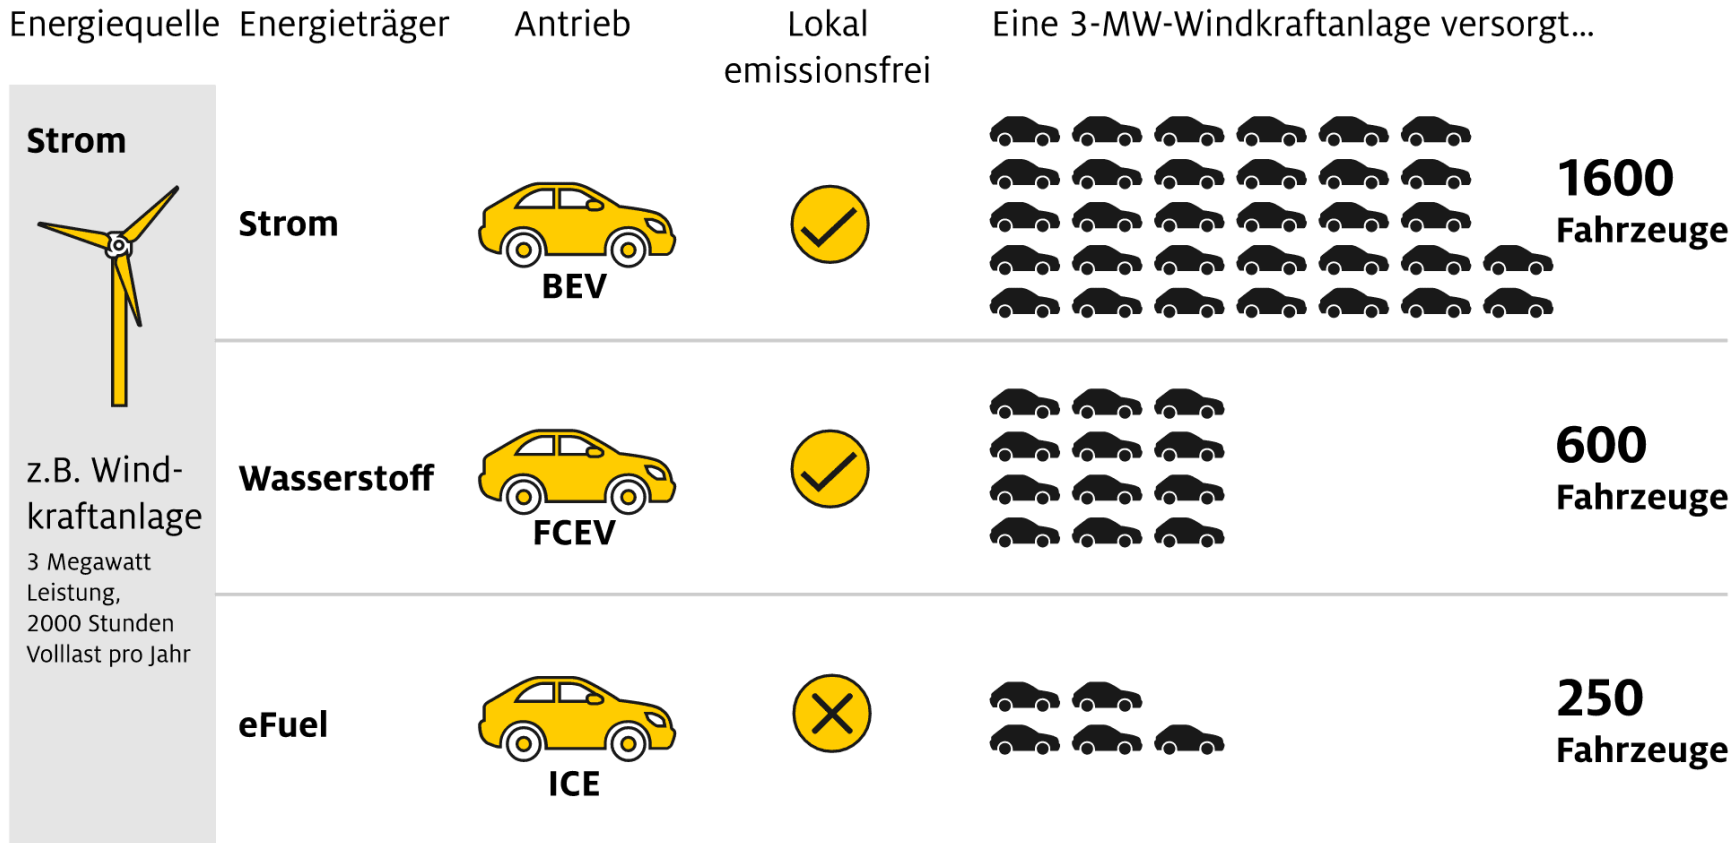 Energiequelle
Energieträger
Antrieb
Lokal
emissionsfrei
Eine 3-MW-Windkraftanlage versorgt...
Strom
z.B. Wind-
kraftanlage
3 Megawatt
Leistung,
2000 Stunden
Volllast pro Jahr
Strom
BEV
1600
Fahrzeuge
Wasserstoff
FCEV
600
Fahrzeuge
eFuel
ICE
250
Fahrzeuge